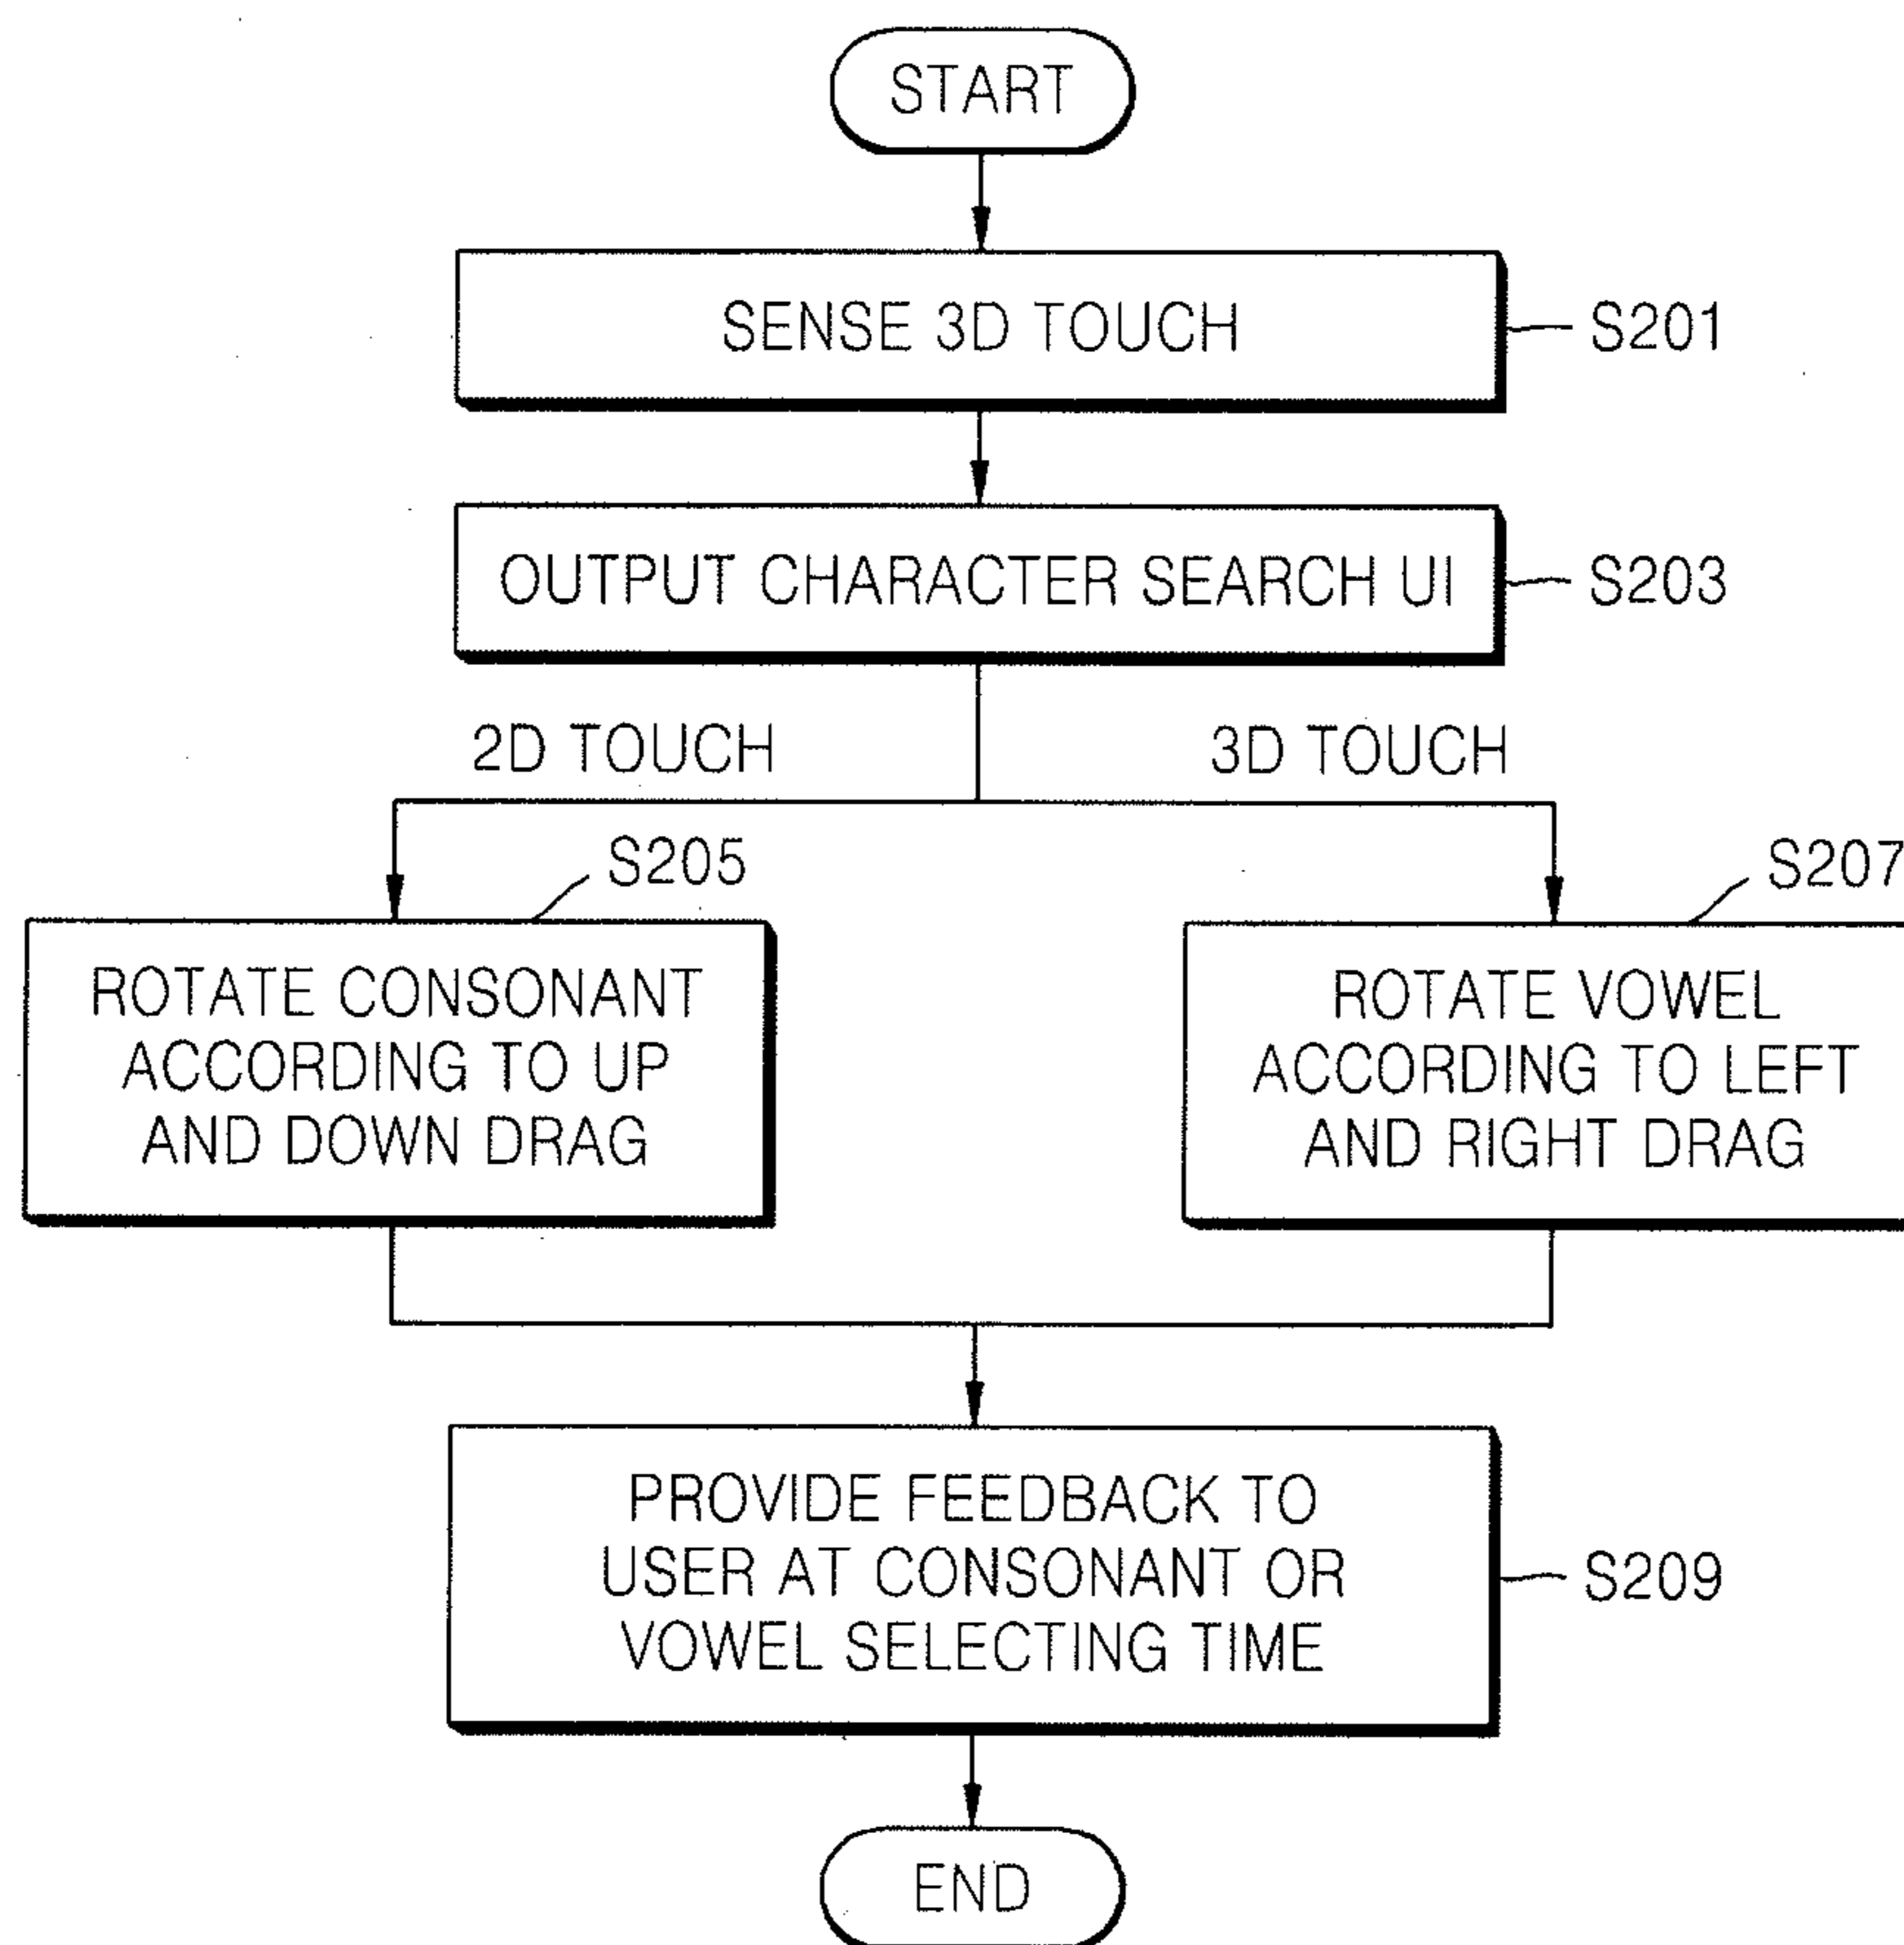 START
SENSE 3D TOUCH
S201
OUTPUT CHARACTER SEARCH UI
S203
2D TOUCH
3D TOUCH
S205
S207
ROTATE CONSONANT
ACCORDING TO UP
AND DOWN DRAG
ROTATE VOWEL
ACCORDING TO LEFT
AND RIGHT DRAG
PROVIDE FEEDBACK TO
USER AT CONSONANT OR
VOWEL SELECTING TIME
S209
END